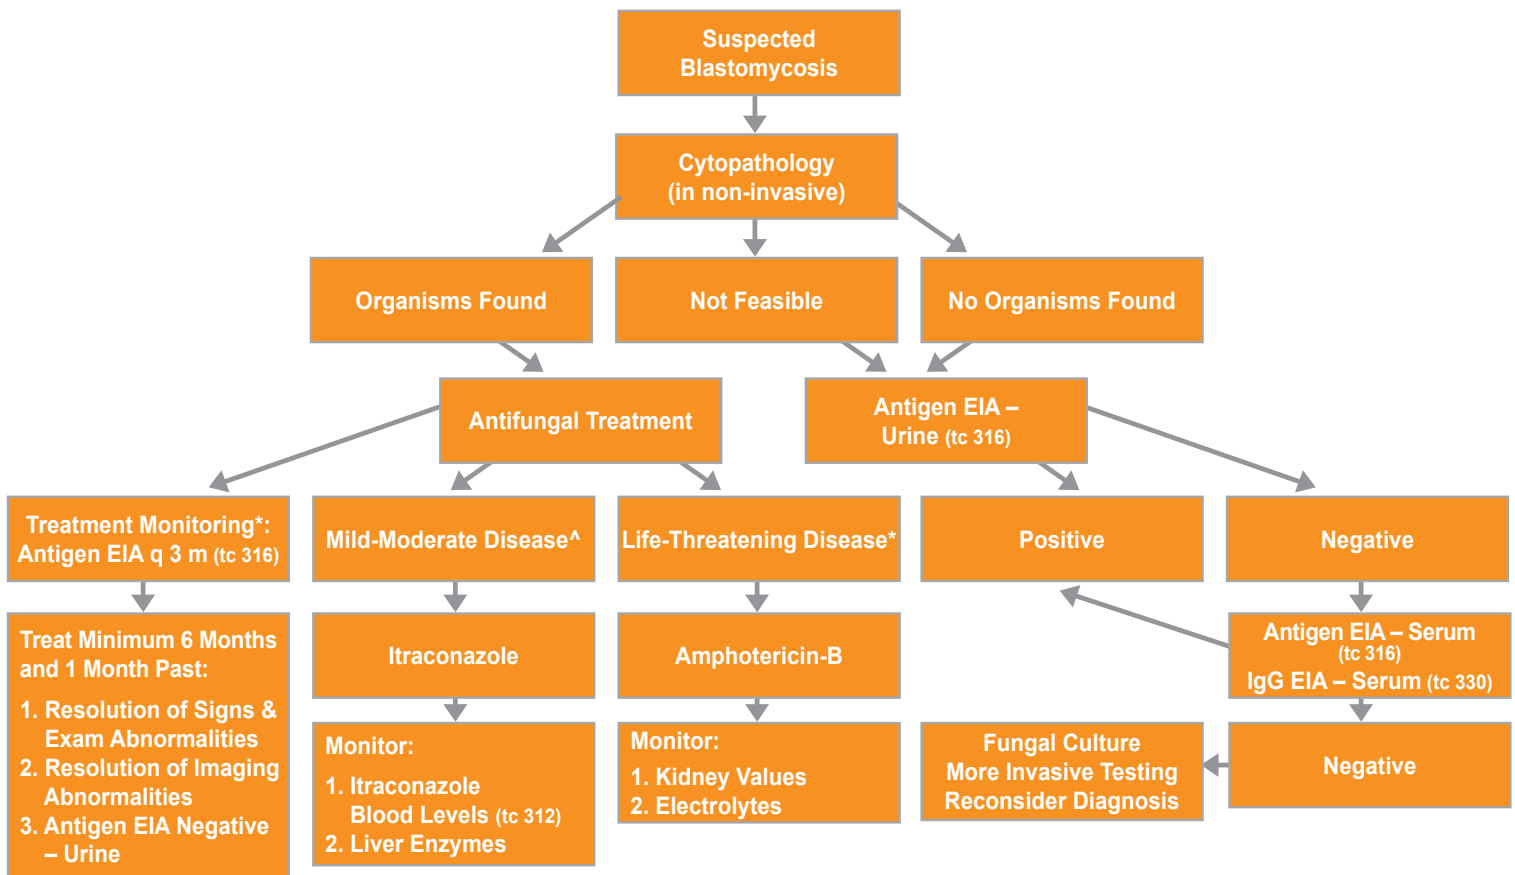 Suspected
Blastomycosis
Cytopathology
(in non-invasive)
Organisms Found
Not Feasible
No Organisms Found
Antifungal Treatment
Antigen EIA –
Urine (tc 316)
Treatment Monitoring*:
Antigen EIA q 3 m (tc 316)
Mild-Moderate Disease^
Life-Threatening Disease*
Positive
Negative
Treat Minimum 6 Months
and 1 Month Past:
1. Resolution of Signs &
Exam Abnormalities
2. Resolution of Imaging
Abnormalities
3. Antigen EIA Negative
– Urine
Itraconazole
Amphotericin-B
Antigen EIA – Serum
(tc 316)
IgG EIA – Serum (tc 330)
Monitor:
1. Itraconazole
Blood Levels (tc 312)
2. Liver Enzymes
Monitor:
1. Kidney Values
2. Electrolytes
Fungal Culture
More Invasive Testing
Reconsider Diagnosis
Negative